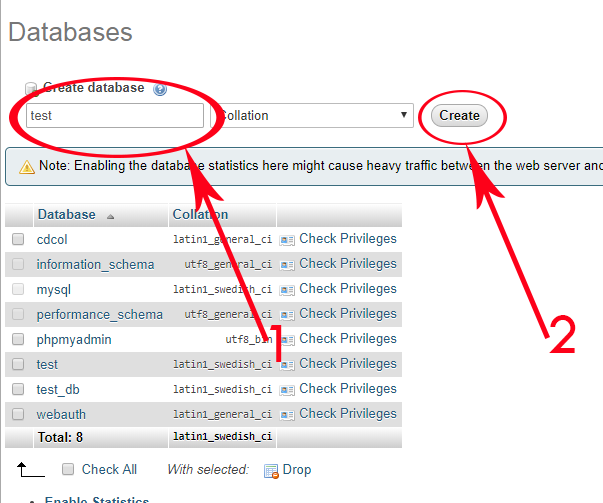 Databases
Create database
test Collation Create
Note: Enabling the database statistics here might cause heavy traffic between the web server and
Database Collation
cdcol latin1_general_ci Check Privileges
information_schema utf8_general_ci Check Privileges
mysql latin1_swedish_ci Check Privileges
performance_schema utf8_general_ci Check Privileges
phpmyadmin utf8_bin Check Privileges
1 2
test latin1_swedish_ci Check Privileges
test_db latin1_swedish_ci Check Privileges
webauth latin1_general_ci Check Privileges
Total: 8 latin1_swedish_ci
Check All With selected: Drop
Enable Statistics